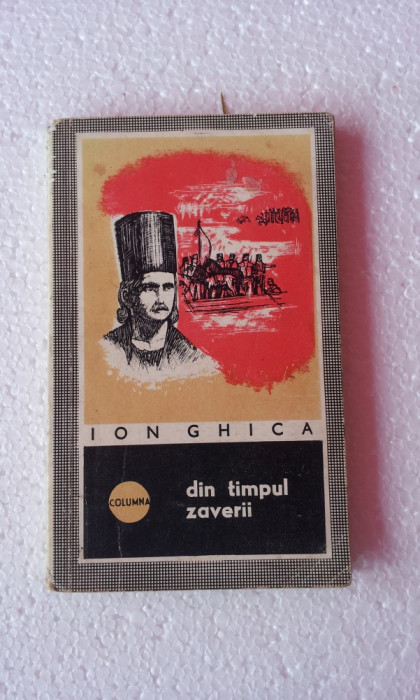 ION GHICA
COLUMNA
din timpul
zaverii